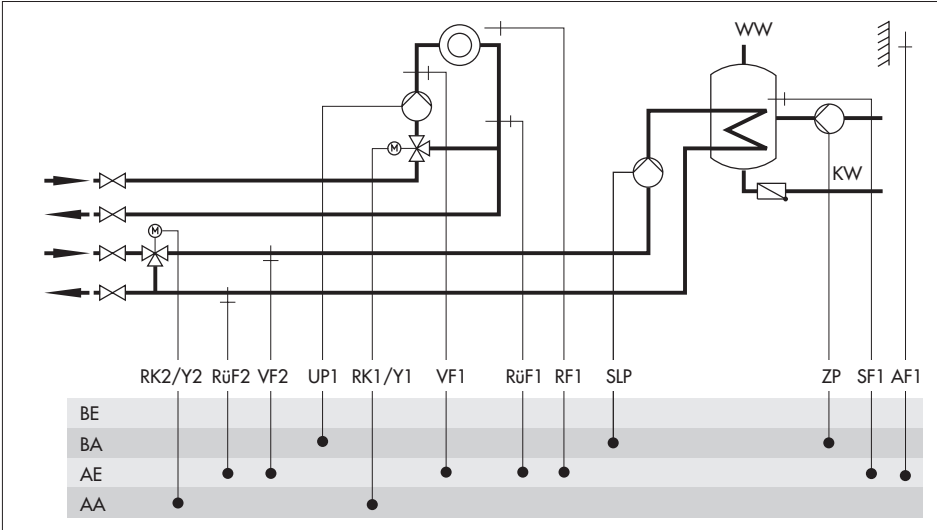 WW
M
KW
M
RK2/Y2 RüF2 VF2 UP1 RK1/Y1 VF1 RüF1 RF1 SLP ZP SF1 AF1
BE
BA
AE
AA